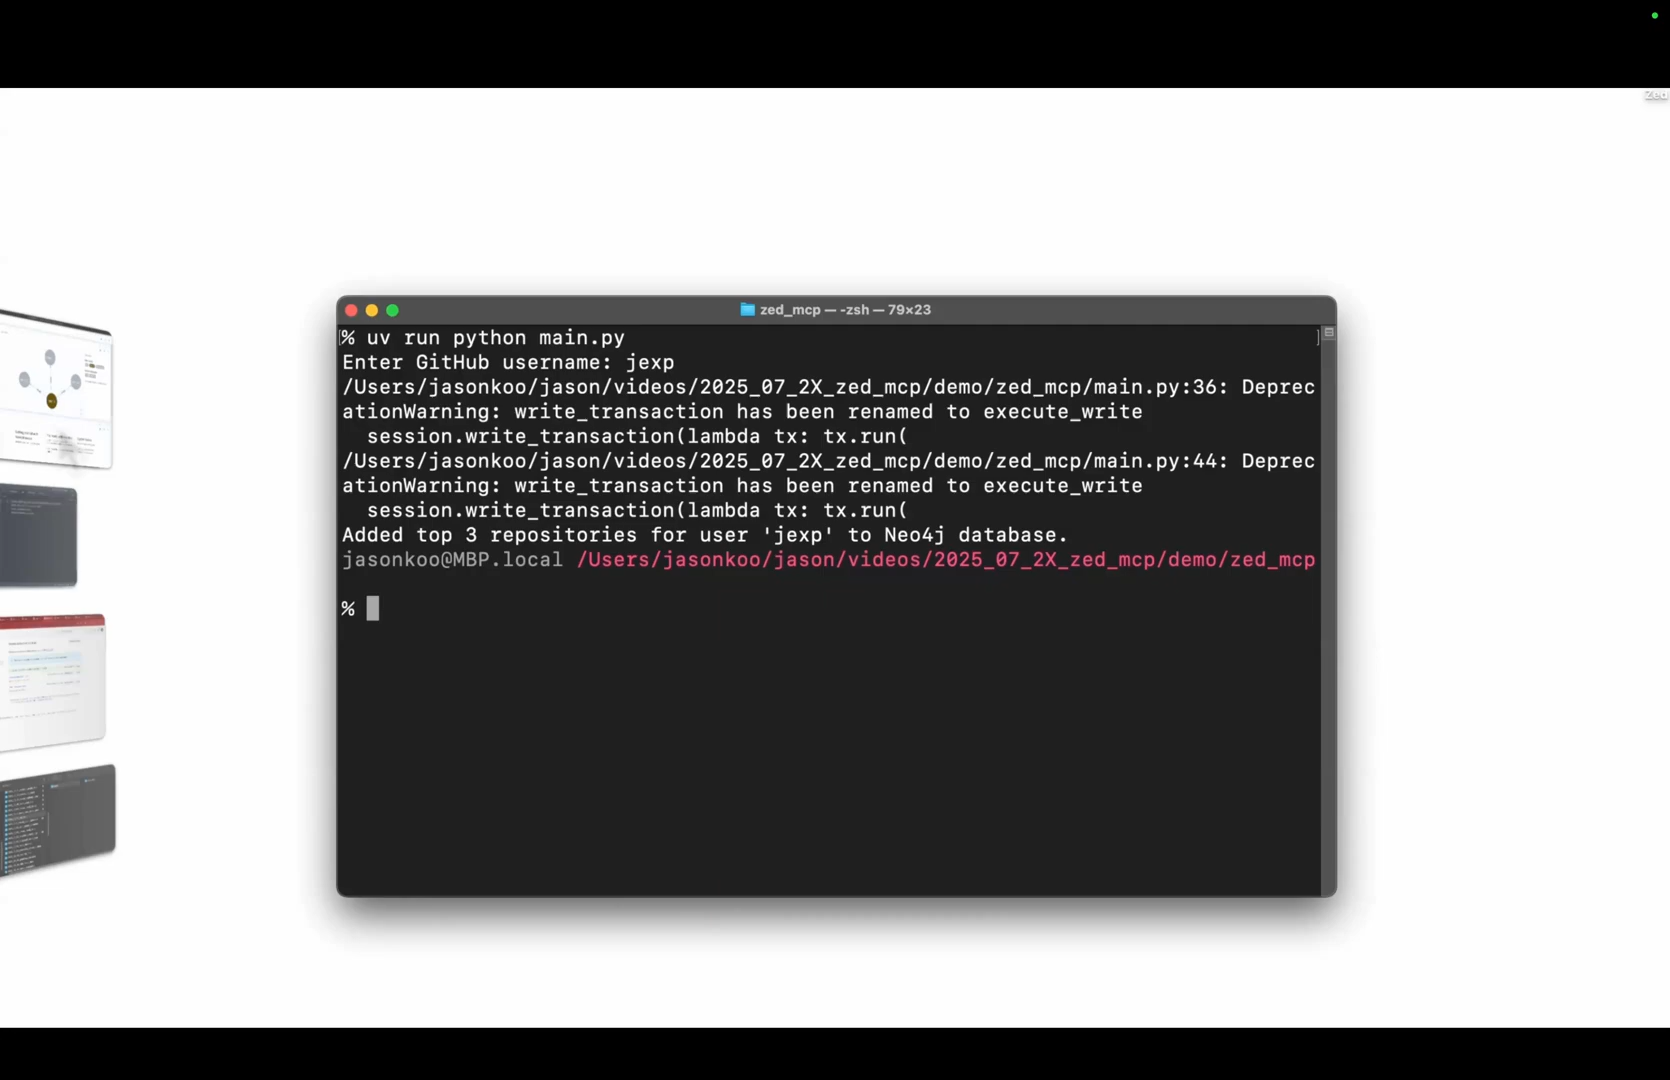 Zed
zed_mcp — -zsh — 79×23
% uv run python main.py
Enter GitHub username: jexp
/Users/jasonkoo/jason/videos/2025_07_2X_zed_mcp/demo/zed_mcp/main.py:36: Deprec
ationWarning: write_transaction has been renamed to execute_write
  session.write_transaction(lambda tx: tx.run(
/Users/jasonkoo/jason/videos/2025_07_2X_zed_mcp/demo/zed_mcp/main.py:44: Deprec
ationWarning: write_transaction has been renamed to execute_write
  session.write_transaction(lambda tx: tx.run(
Added top 3 repositories for user 'jexp' to Neo4j database.
jasonkoo@MBP.local /Users/jasonkoo/jason/videos/2025_07_2X_zed_mcp/demo/zed_mcp
%